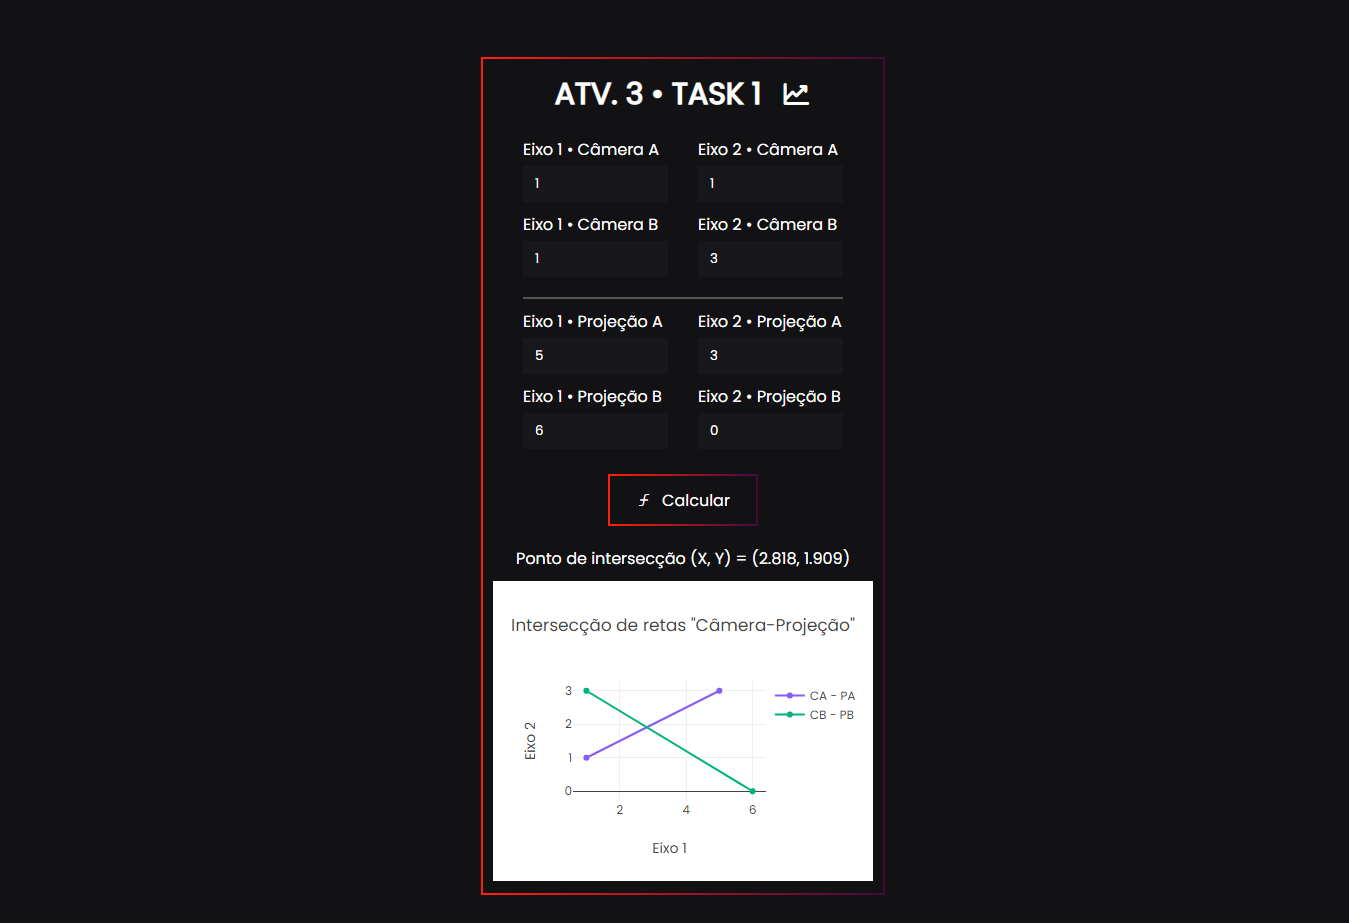 ATV. 3 • TASK 1
Eixo 1 • Câmera A Eixo 2 • Câmera A
1 1
Eixo 1 • Câmera B Eixo 2 • Câmera B
1 3
Eixo 1 • Projeção A Eixo 2 • Projeção A
5 3
Eixo 1 • Projeção B Eixo 2 • Projeção B
6 0
Calcular
Ponto de intersecção (X, Y) = (2.818, 1.909)
Intersecção de retas "Câmera-Projeção"
3
2
1
0
Eixo 2
2 4 6
Eixo 1
CA - PA
CB - PB